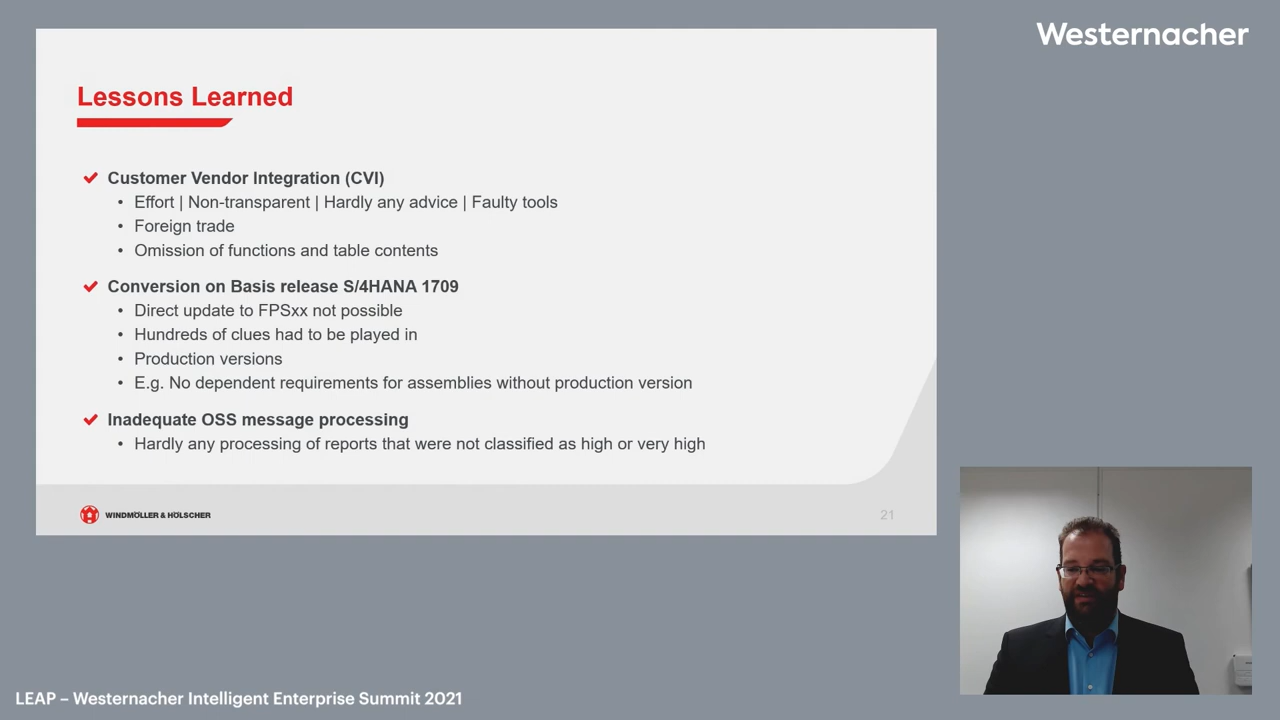 Westernacher
Lessons Learned
Customer Vendor Integration (CVI)
• Effort | Non-transparent | Hardly any advice | Faulty tools
• Foreign trade
• Omission of functions and table contents
Conversion on Basis release S/4HANA 1709
• Direct update to FPSxx not possible
• Hundreds of clues had to be played in
• Production versions
• E.g. No dependent requirements for assemblies without production version
Inadequate OSS message processing
• Hardly any processing of reports that were not classified as high or very high
WINDMÖLLER & HÖLSCHER
21
LEAP – Westernacher Intelligent Enterprise Summit 2021